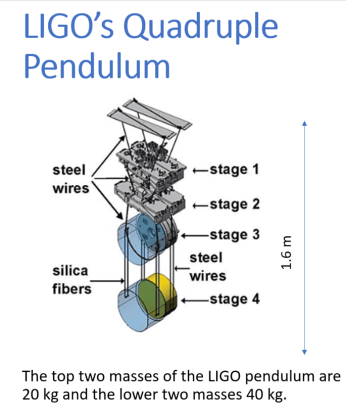 LIGO's Quadruple
Pendulum
steel
wires
stage 1
stage 2
stage 3
steel
wires
silica
fibers
stage 4
1.6 m
The top two masses of the LIGO pendulum are
20 kg and the lower two masses 40 kg.